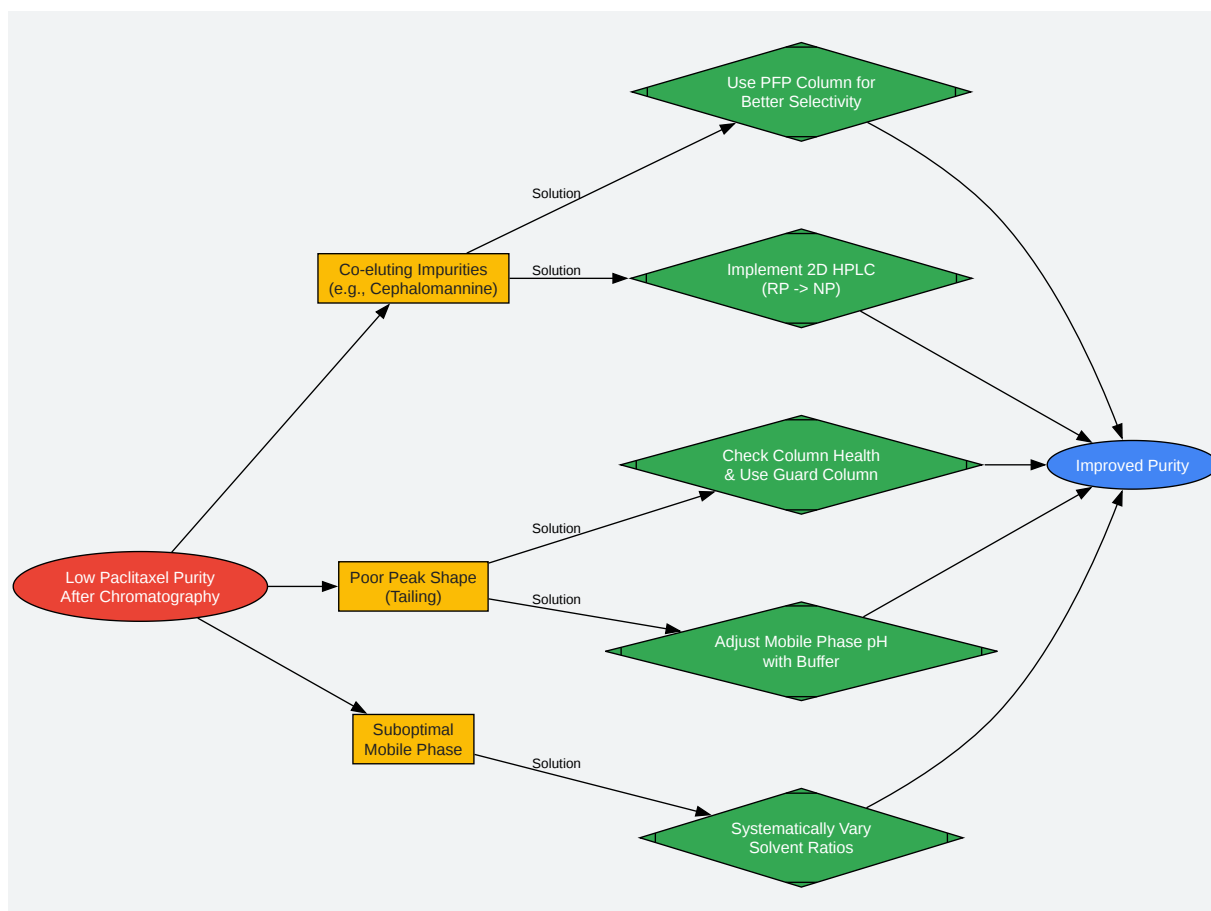 Use PFP Column for
Better Selectivity
Solution
Co-eluting Impurities
(e.g., Cephalomannine)
Solution
Implement 2D HPLC
(RP -> NP)
Check Column Health
& Use Guard Column
Improved Purity
Solution
Low Paclitaxel Purity
After Chromatography
Poor Peak Shape
(Tailing)
Solution
Adjust Mobile Phase pH
with Buffer
Suboptimal
Mobile Phase
Solution
Systematically Vary
Solvent Ratios